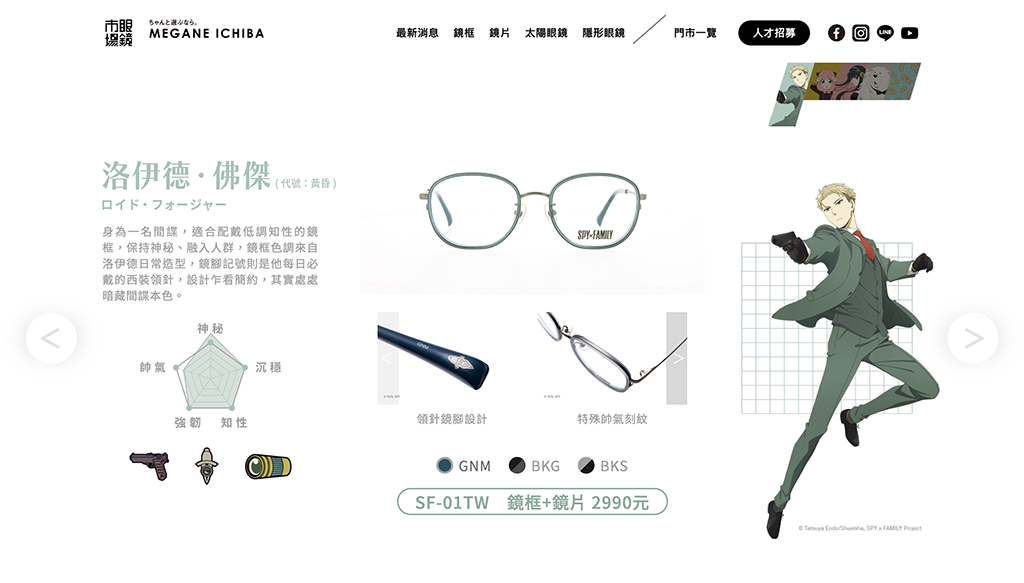 眼鏡市場
ちゃんと選ぶなら。
MEGANE ICHIBA
最新消息 鏡框 鏡片 太陽眼鏡 隱形眼鏡 門市一覽 人才招募
LINE
洛伊德·佛傑 ( 代號：黃昏 )
ロイド・フォージャー
身為一名間諜，適合配戴低調知性的鏡
框，保持神秘、融入人群，鏡框色調來自
洛伊德日常造型，鏡腳記號則是他每日必
戴的西裝領針，設計乍看簡約，其實處處
暗藏間諜本色。
神秘
帥氣 沉穩
強韌 知性
SPY×FAMILY
GNM
< >
< >
領針鏡腳設計 特殊帥氣刻紋
GNM BKG BKS
SF-01TW 鏡框+鏡片 2990元
© Tatsuya Endo/Shueisha, SPY x FAMILY Project